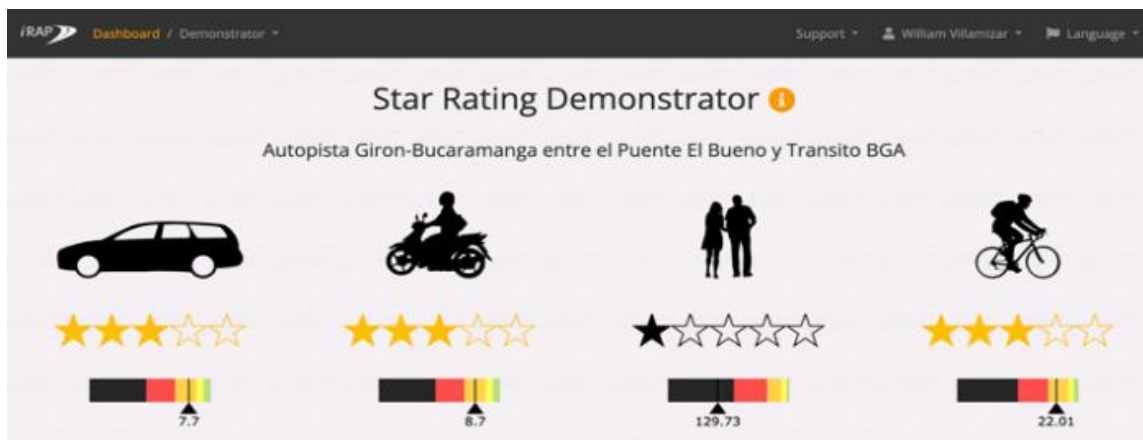 iRAP Dashboard / Demonstrator Support William Villamizar Language
Star Rating Demonstrator i
Autopista Giron-Bucaramanga entre el Puente El Bueno y Transito BGA
7.7 8.7 129.73 22.01